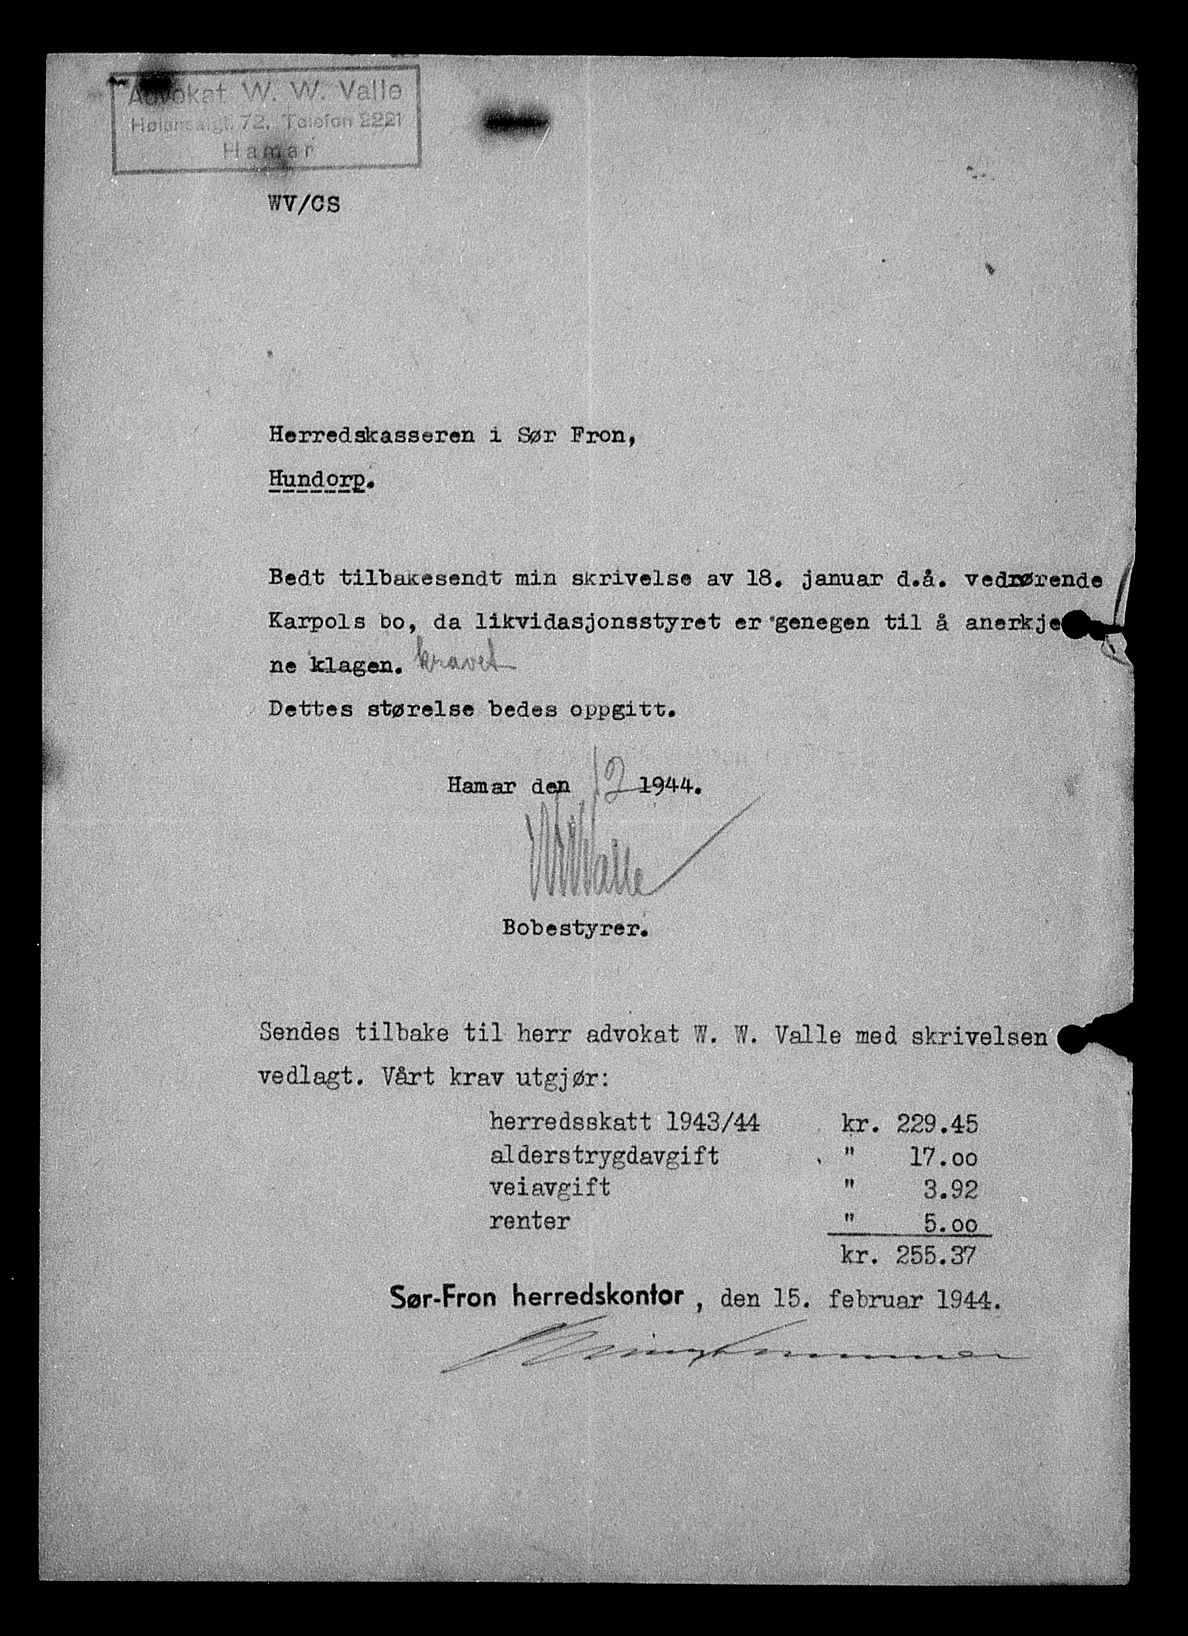 Advokat W. W. Valle
72. Telefon 2221
Hamar
WV/CS
Herredskasseren i Sør Fron,
Hundorp.
Bedt tilbakesendt min skrivelse av 18. januar d.å. vedrørende
Karpols bo, da likvidasjonsstyret er genegen til å anerkje
ne klagen. kravet
Dettes størelse bedes oppgitt.
Hamar den 1944.
WWValle
Bobestyrer.
Sendes tilbake til herr advokat W. W. Valle med skrivelsen
vedlagt. Vårt krav utgjør:
herredsskatt 1943/44 kr. 229.45
alderstrygdavgift " 17.00
veiavgift " 3.92
renter " 5.00
kr. 255.37
Sør-Fron herredskontor, den 15. februar 1944.